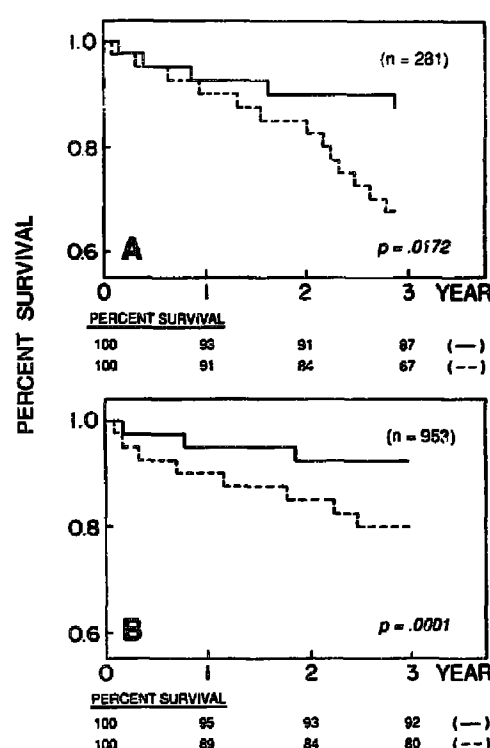 PERCENT SURVIVAL
1.0
(n = 281)
0.8
0.6
A
p = .0172
0 1 2 3 YEAR
PERCENT SURVIVAL
100 93 91 87 (—)
100 91 84 67 (--)
1.0
(n = 953)
0.8
0.6
B
p = .0001
0 1 2 3 YEAR
PERCENT SURVIVAL
100 95 93 92 (—)
100 89 84 80 (--)